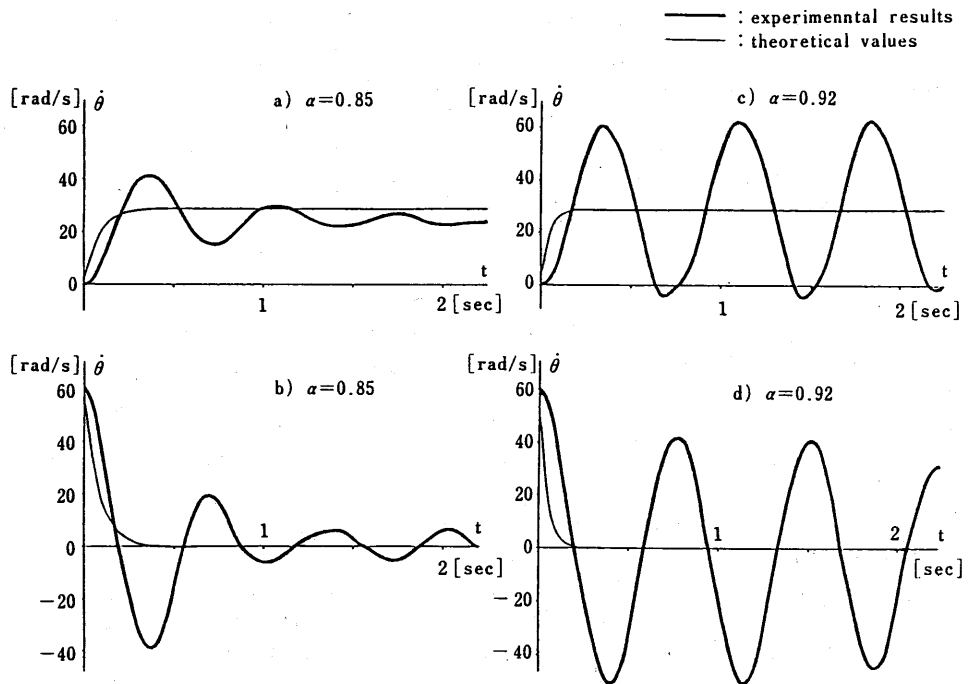 : experimenntal results
: theoretical values
[rad/s] θ̇
a) α=0.85
60
40
20
0
t
1
2 [sec]
[rad/s] θ̇
c) α=0.92
60
40
20
0
t
1
2 [sec]
[rad/s] θ̇
b) α=0.85
60
40
20
0
−20
−40
1
t
2 [sec]
[rad/s] θ̇
d) α=0.92
60
40
20
0
−20
−40
1
2
t
[sec]